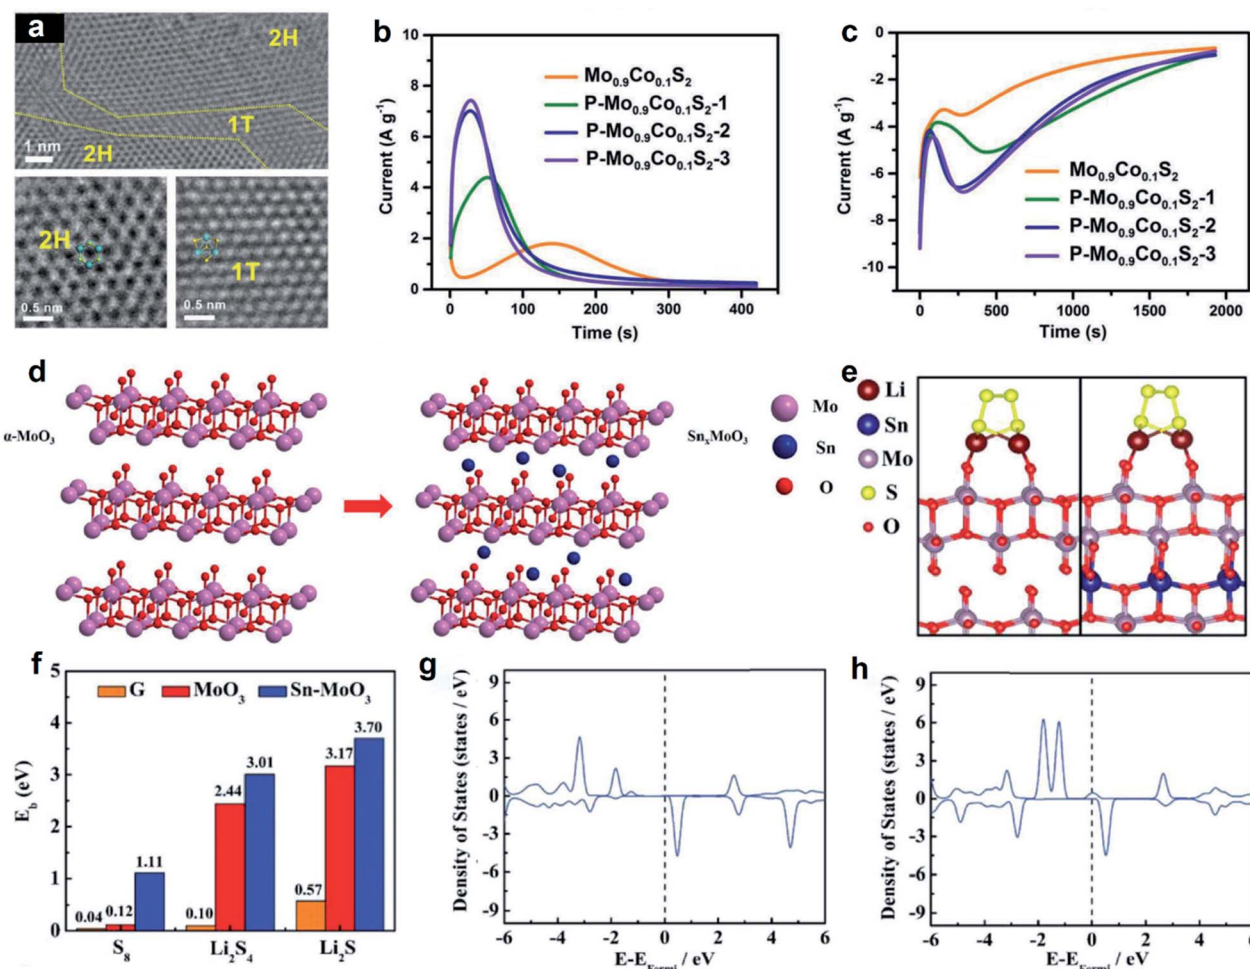 a
2H
1T
2H
1 nm
2H
0.5 nm
1T
0.5 nm
b
Current (A g⁻¹)
10
8
6
4
2
0
Mo₀.₉Co₀.₁S₂
P-Mo₀.₉Co₀.₁S₂-1
P-Mo₀.₉Co₀.₁S₂-2
P-Mo₀.₉Co₀.₁S₂-3
0 100 200 300 400
Time (s)
c
Current (A g⁻¹)
0
-2
-4
-6
-8
-10
Mo₀.₉Co₀.₁S₂
P-Mo₀.₉Co₀.₁S₂-1
P-Mo₀.₉Co₀.₁S₂-2
P-Mo₀.₉Co₀.₁S₂-3
0 500 1000 1500 2000
Time (s)
d
α-MoO₃
SnₓMoO₃
Mo
Sn
O
e
Li
Sn
Mo
S
O
f
E_b (eV)
5
4
3
2
1
0
G MoO₃ Sn-MoO₃
0.04 0.12 1.11
0.10 2.44 3.01
0.57 3.17 3.70
S₈ Li₂S₄ Li₂S
g
Density of States (states / eV)
9
6
3
0
-3
-6
-9
-6 -4 -2 0 2 4 6
E-E_Fermi / eV
h
Density of States (states / eV)
9
6
3
0
-3
-6
-9
-6 -4 -2 0 2 4 6
E-E_Fermi / eV